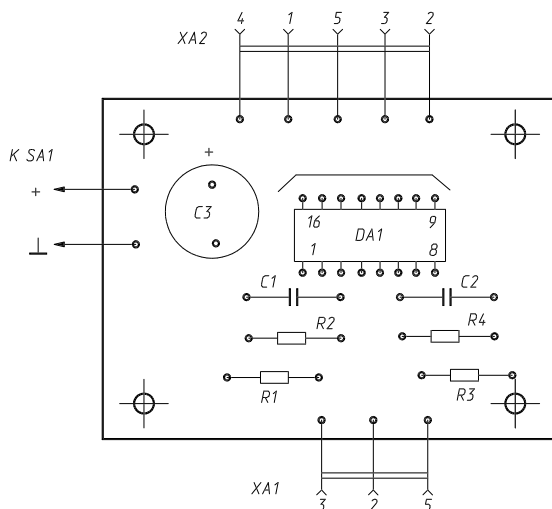 4 1 5 3 2
XA2
K SA1
+
+
C3
16 9
DA1
1 8
C1 C2
R2 R4
R1 R3
XA1
3 2 5